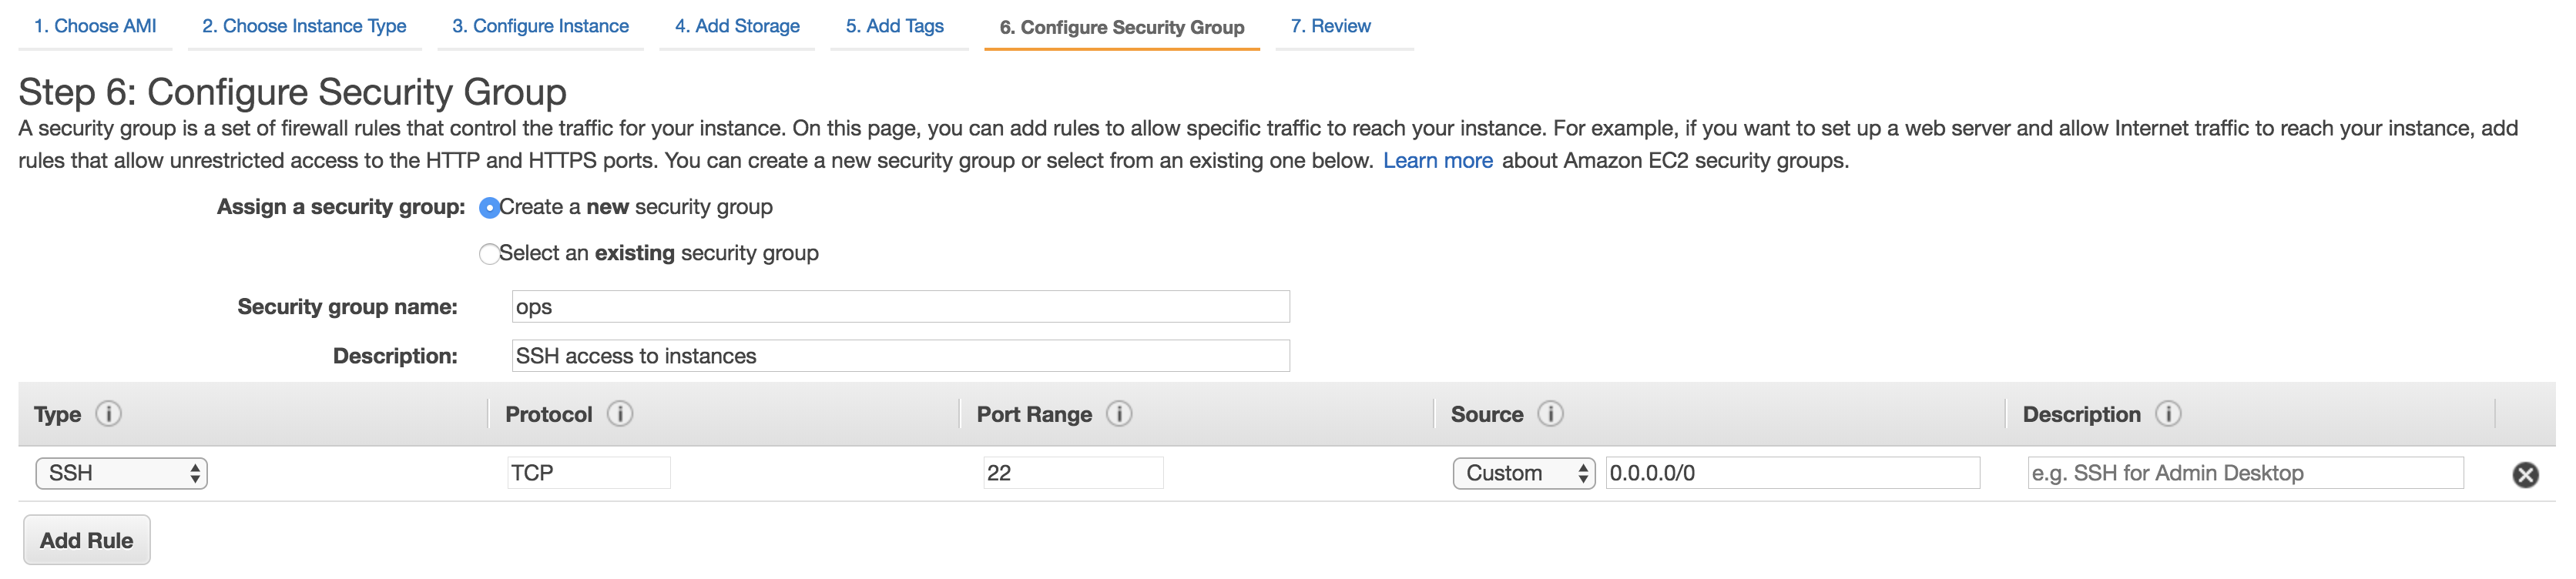 1. Choose AMI 2. Choose Instance Type 3. Configure Instance 4. Add Storage 5. Add Tags 6. Configure Security Group 7. Review
Step 6: Configure Security Group
A security group is a set of firewall rules that control the traffic for your instance. On this page, you can add rules to allow specific traffic to reach your instance. For example, if you want to set up a web server and allow Internet traffic to reach your instance, add
rules that allow unrestricted access to the HTTP and HTTPS ports. You can create a new security group or select from an existing one below. Learn more about Amazon EC2 security groups.
Assign a security group: Create a new security group
Select an existing security group
Security group name: ops
Description: SSH access to instances
Type i Protocol i Port Range i Source i Description i
SSH TCP 22 Custom 0.0.0.0/0 e.g. SSH for Admin Desktop
Add Rule